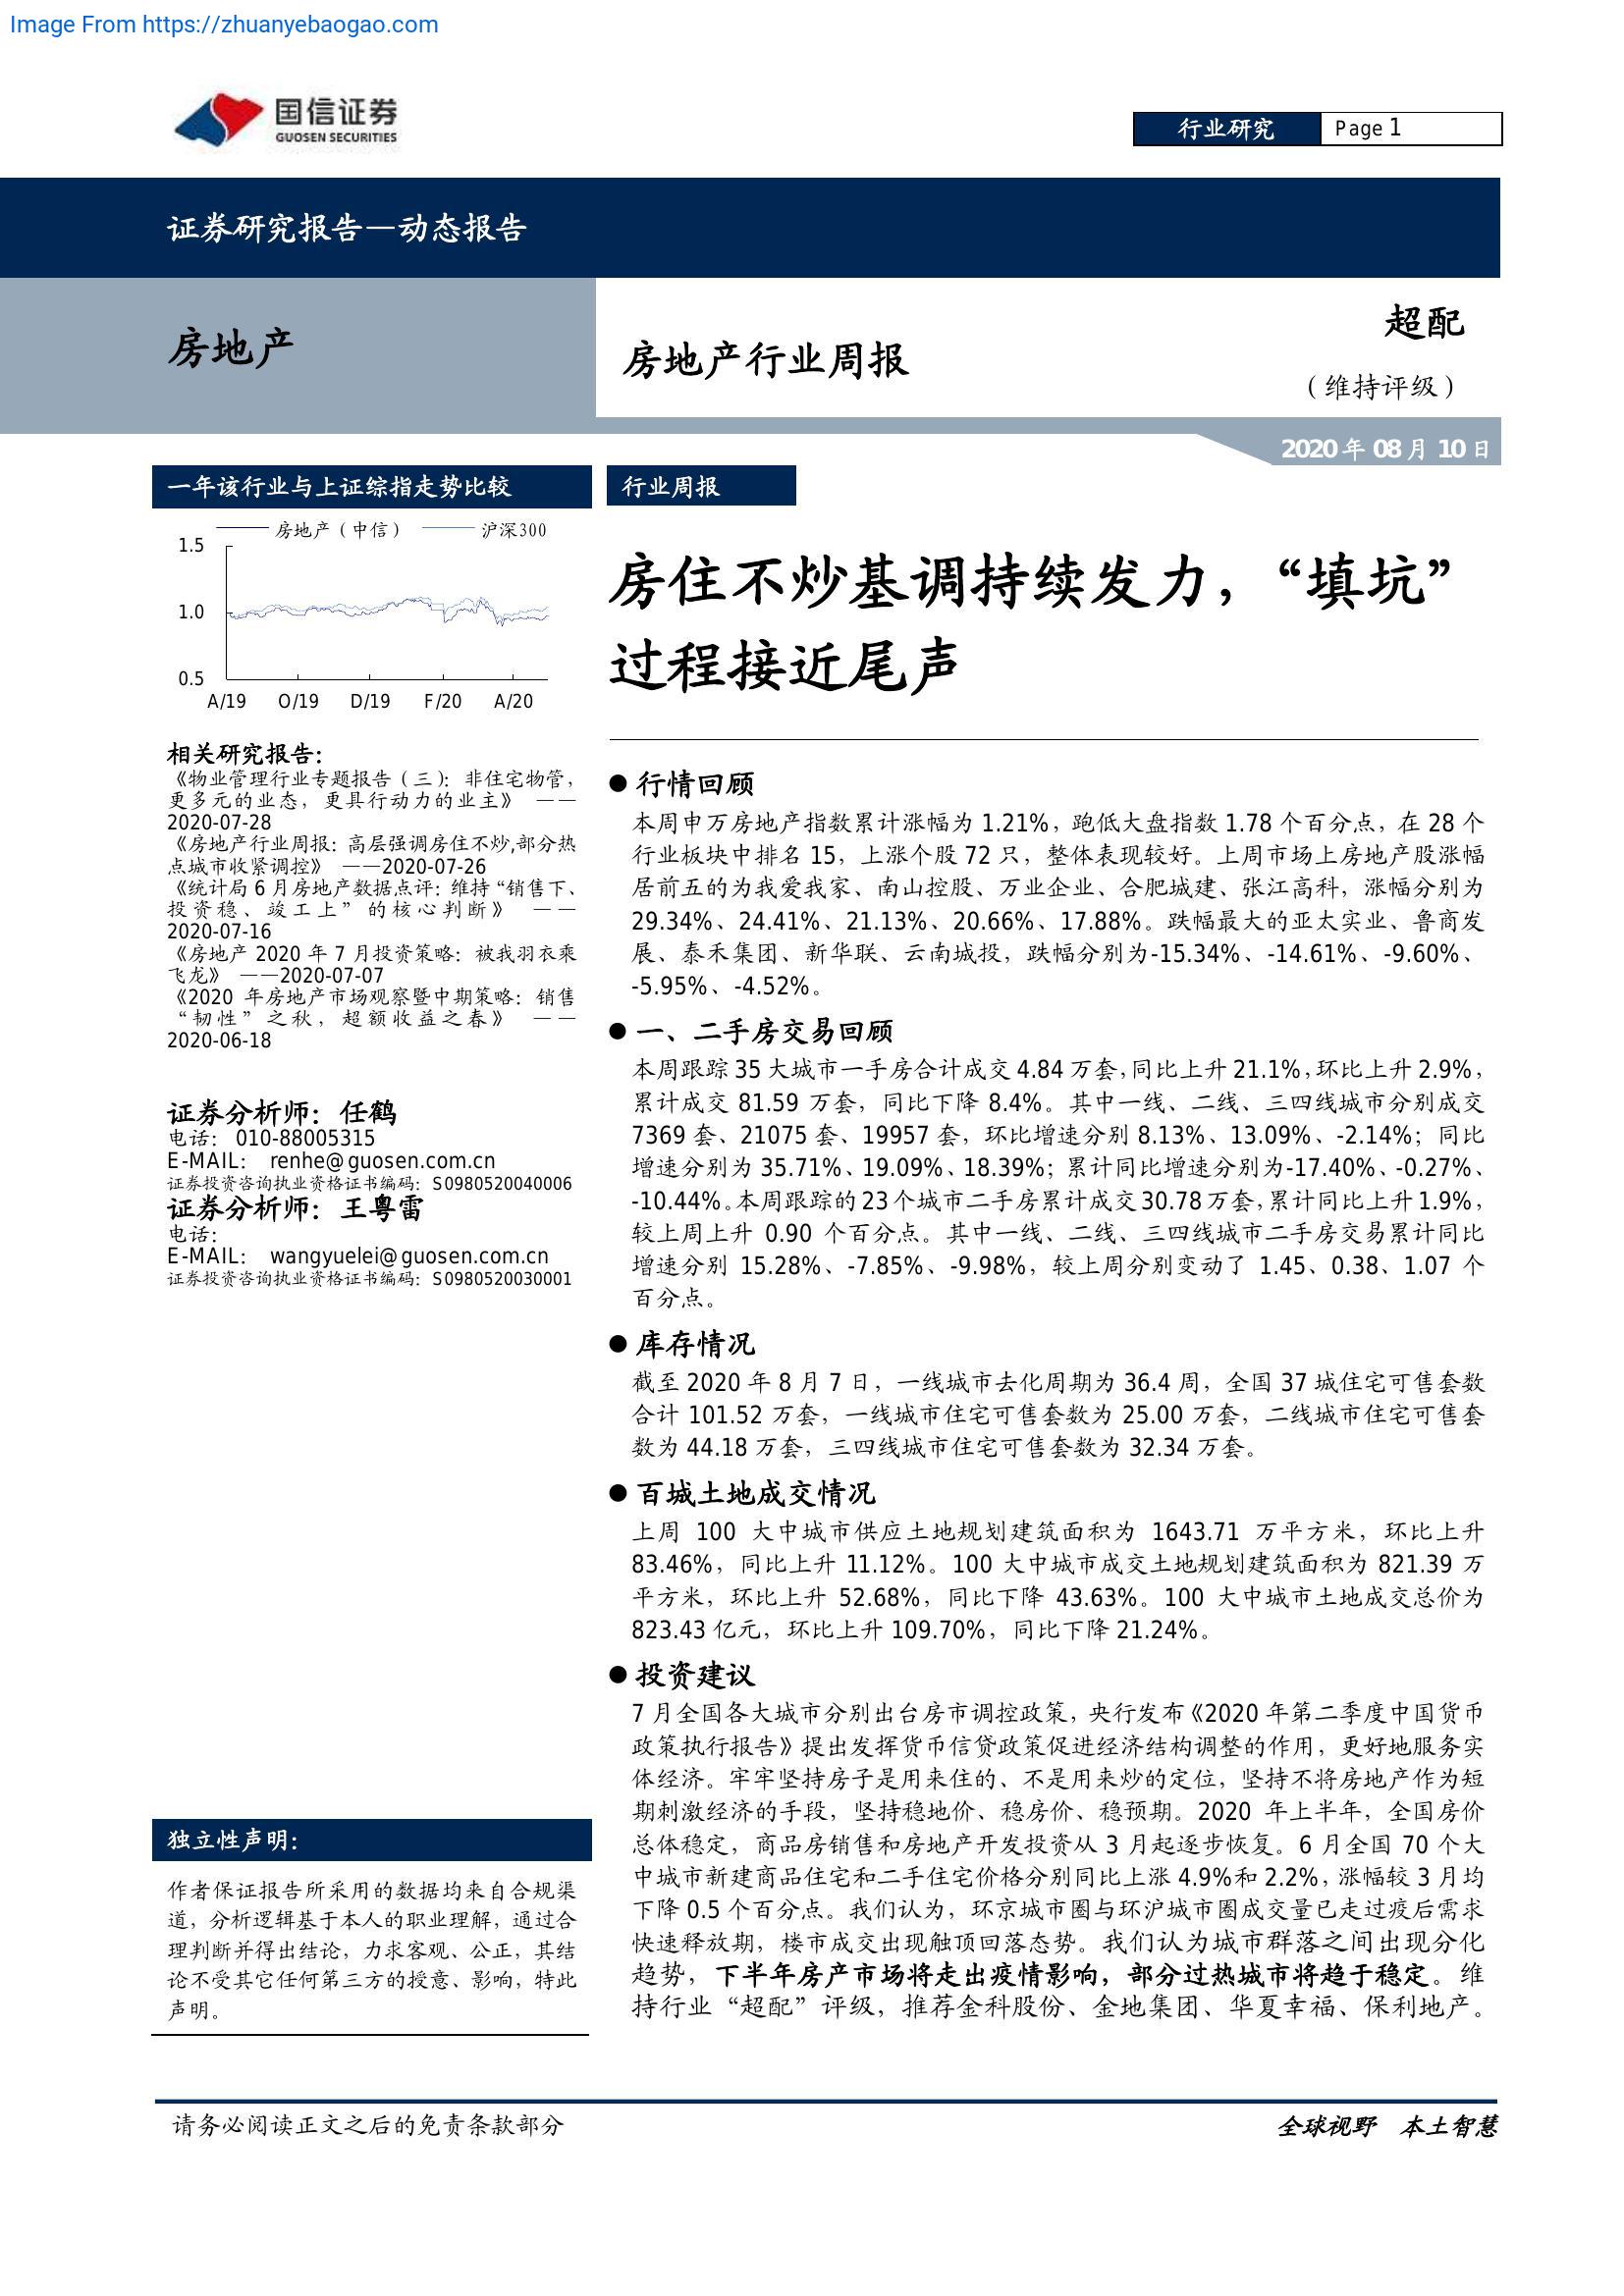 Image From https://zhuanyebaogao.com
国信证券
GUOSEN SECURITIES
行业研究
Page 1
证券研究报告—动态报告
房地产
房地产行业周报
超配
（维持评级）
2020 年 08 月 10 日
一年该行业与上证综指走势比较
房地产（中信） 沪深300
1.5
1.0
0.5
A/19 O/19 D/19 F/20 A/20
相关研究报告：
《物业管理行业专题报告（三）：非住宅物管，
更多元的业态，更具行动力的业主》 ——
2020-07-28
《房地产行业周报：高层强调房住不炒,部分热
点城市收紧调控》 ——2020-07-26
《统计局 6 月房地产数据点评：维持“销售下、
投资稳、竣工上”的核心判断》 ——
2020-07-16
《房地产 2020 年 7 月投资策略：被我羽衣乘
飞龙》 ——2020-07-07
《2020 年房地产市场观察暨中期策略：销售
“韧性”之秋，超额收益之春》 ——
2020-06-18
证券分析师：任鹤
电话： 010-88005315
E-MAIL： renhe@guosen.com.cn
证券投资咨询执业资格证书编码：S0980520040006
证券分析师：王粤雷
电话：
E-MAIL： wangyuelei@guosen.com.cn
证券投资咨询执业资格证书编码：S0980520030001
独立性声明：
作者保证报告所采用的数据均来自合规渠
道，分析逻辑基于本人的职业理解，通过合
理判断并得出结论，力求客观、公正，其结
论不受其它任何第三方的授意、影响，特此
声明。
行业周报
房住不炒基调持续发力，“填坑”
过程接近尾声
● 行情回顾
本周申万房地产指数累计涨幅为 1.21%，跑低大盘指数 1.78 个百分点，在 28 个
行业板块中排名 15，上涨个股 72 只，整体表现较好。上周市场上房地产股涨幅
居前五的为我爱我家、南山控股、万业企业、合肥城建、张江高科，涨幅分别为
29.34%、24.41%、21.13%、20.66%、17.88%。跌幅最大的亚太实业、鲁商发
展、泰禾集团、新华联、云南城投，跌幅分别为-15.34%、-14.61%、-9.60%、
-5.95%、-4.52%。
● 一、二手房交易回顾
本周跟踪 35 大城市一手房合计成交 4.84 万套，同比上升 21.1%，环比上升 2.9%，
累计成交 81.59 万套，同比下降 8.4%。其中一线、二线、三四线城市分别成交
7369 套、21075 套、19957 套，环比增速分别 8.13%、13.09%、-2.14%；同比
增速分别为 35.71%、19.09%、18.39%；累计同比增速分别为-17.40%、-0.27%、
-10.44%。本周跟踪的 23 个城市二手房累计成交 30.78 万套，累计同比上升 1.9%，
较上周上升 0.90 个百分点。其中一线、二线、三四线城市二手房交易累计同比
增速分别 15.28%、-7.85%、-9.98%，较上周分别变动了 1.45、0.38、1.07 个
百分点。
● 库存情况
截至 2020 年 8 月 7 日，一线城市去化周期为 36.4 周，全国 37 城住宅可售套数
合计 101.52 万套，一线城市住宅可售套数为 25.00 万套，二线城市住宅可售套
数为 44.18 万套，三四线城市住宅可售套数为 32.34 万套。
● 百城土地成交情况
上周 100 大中城市供应土地规划建筑面积为 1643.71 万平方米，环比上升
83.46%，同比上升 11.12%。100 大中城市成交土地规划建筑面积为 821.39 万
平方米，环比上升 52.68%，同比下降 43.63%。100 大中城市土地成交总价为
823.43 亿元，环比上升 109.70%，同比下降 21.24%。
● 投资建议
7 月全国各大城市分别出台房市调控政策，央行发布《2020 年第二季度中国货币
政策执行报告》提出发挥货币信贷政策促进经济结构调整的作用，更好地服务实
体经济。牢牢坚持房子是用来住的、不是用来炒的定位，坚持不将房地产作为短
期刺激经济的手段，坚持稳地价、稳房价、稳预期。2020 年上半年，全国房价
总体稳定，商品房销售和房地产开发投资从 3 月起逐步恢复。6 月全国 70 个大
中城市新建商品住宅和二手住宅价格分别同比上涨 4.9%和 2.2%，涨幅较 3 月均
下降 0.5 个百分点。我们认为，环京城市圈与环沪城市圈成交量已走过疫后需求
快速释放期，楼市成交出现触顶回落态势。我们认为城市群落之间出现分化
趋势，下半年房产市场将走出疫情影响，部分过热城市将趋于稳定。维
持行业“超配”评级，推荐金科股份、金地集团、华夏幸福、保利地产。
请务必阅读正文之后的免责条款部分
全球视野 本土智慧